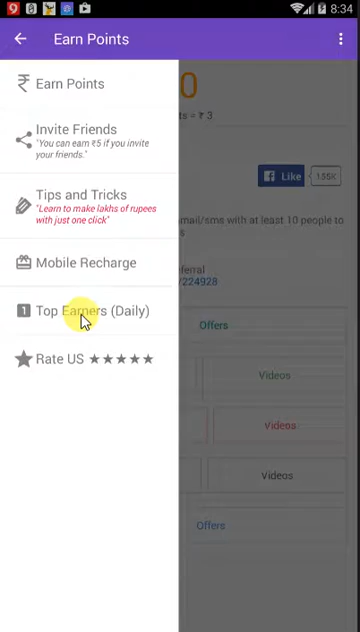 8:34
Earn Points
Earn Points
Invite Friends
"You can earn ₹5 if you invite
your friends."
Tips and Tricks
"Learn to make lakhs of rupees
with just one click"
Mobile Recharge
1 Top Earners (Daily)
Rate US ★★★★★
0
ts = ₹ 3
Like
mail/sms with at least 10 people to
s
eferral
/224928
Offers
Videos
Videos
Videos
Offers